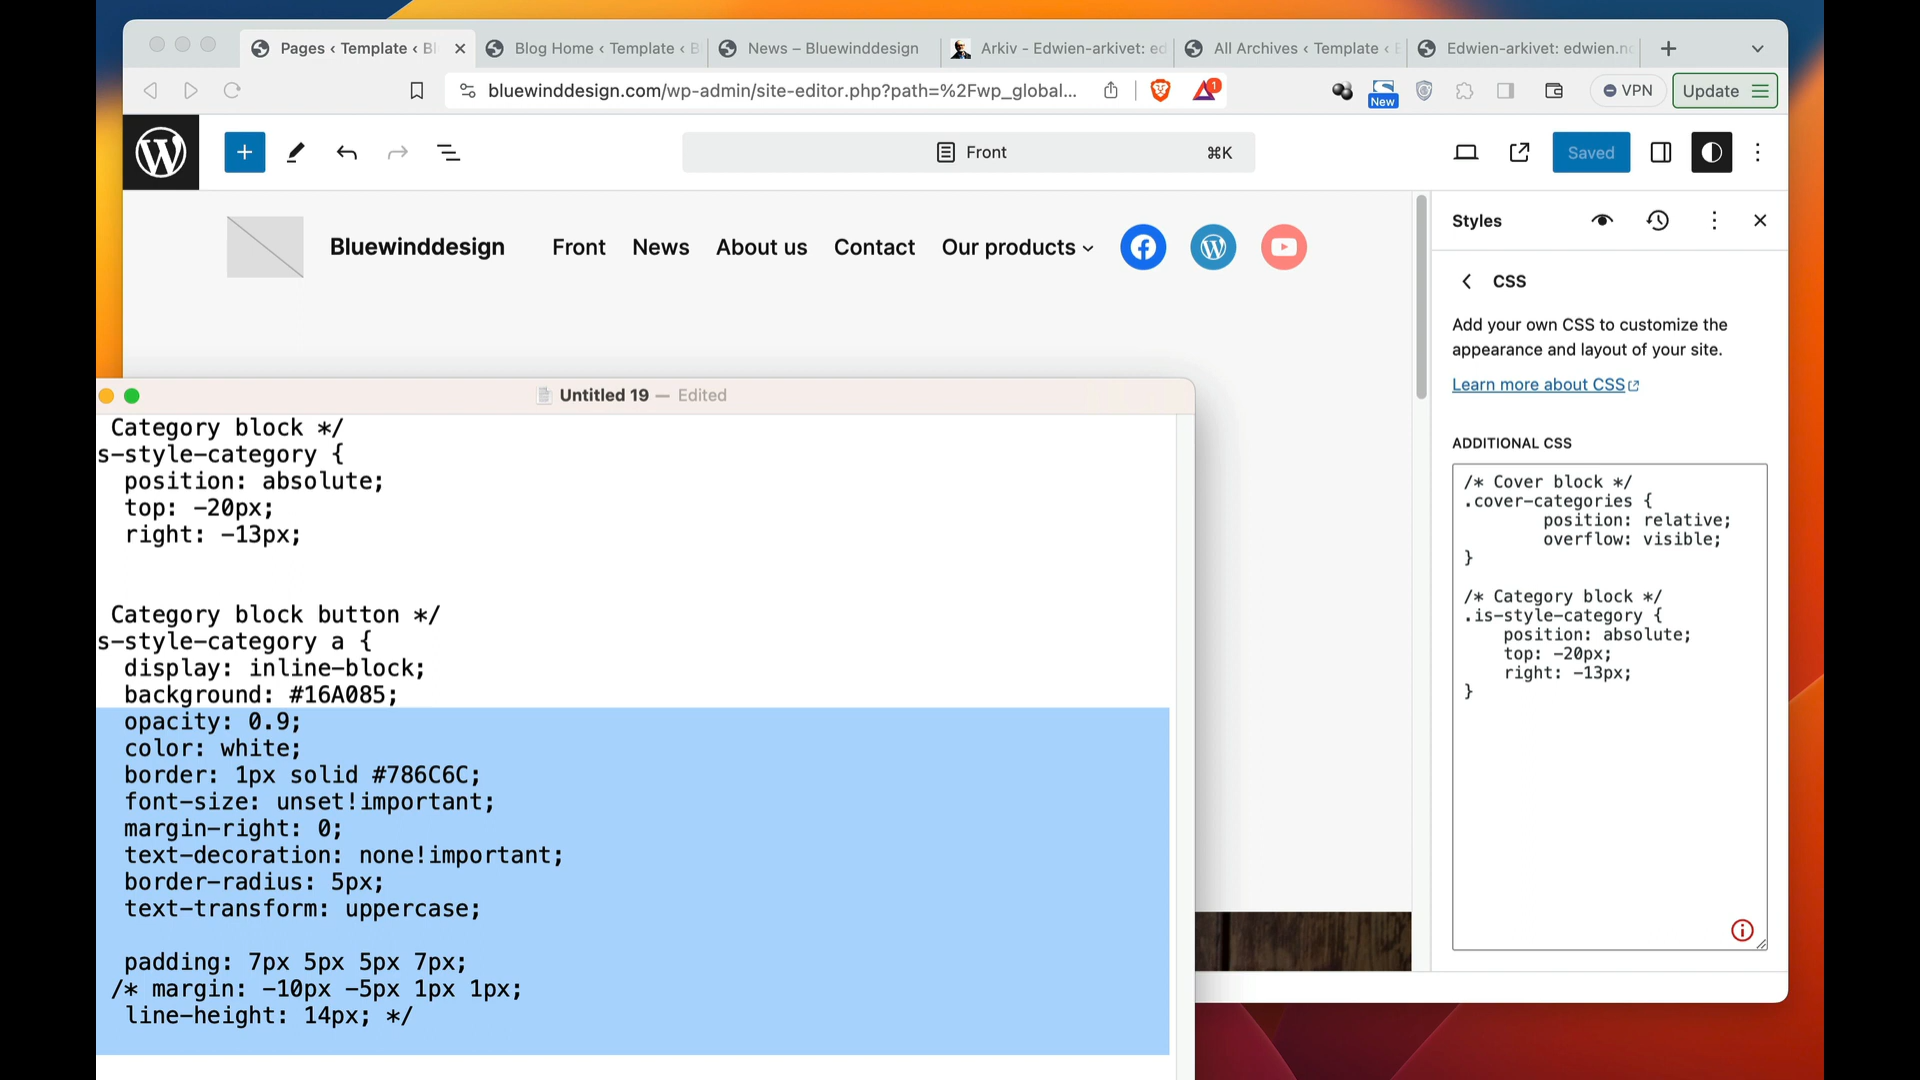 Pages ‹ Template ‹ Bl
Blog Home ‹ Template ‹ B
News – Bluewinddesign
Arkiv - Edwien-arkivet: ed
All Archives ‹ Template ‹ E
Edwien-arkivet: edwien.no
bluewinddesign.com/wp-admin/site-editor.php?path=%2Fwp_global...
1
New
VPN
Update
Front
⌘K
Saved
Bluewinddesign
Front
News
About us
Contact
Our products
Styles
CSS
Add your own CSS to customize the
appearance and layout of your site.
Learn more about CSS
ADDITIONAL CSS
/* Cover block */
.cover-categories {
position: relative;
overflow: visible;
}
/* Category block */
.is-style-category {
position: absolute;
top: -20px;
right: -13px;
}
Untitled 19 — Edited
Category block */
s-style-category {
position: absolute;
top: -20px;
right: -13px;
Category block button */
s-style-category a {
display: inline-block;
background: #16A085;
opacity: 0.9;
color: white;
border: 1px solid #786C6C;
font-size: unset!important;
margin-right: 0;
text-decoration: none!important;
border-radius: 5px;
text-transform: uppercase;
padding: 7px 5px 5px 7px;
/* margin: -10px -5px 1px 1px;
line-height: 14px; */